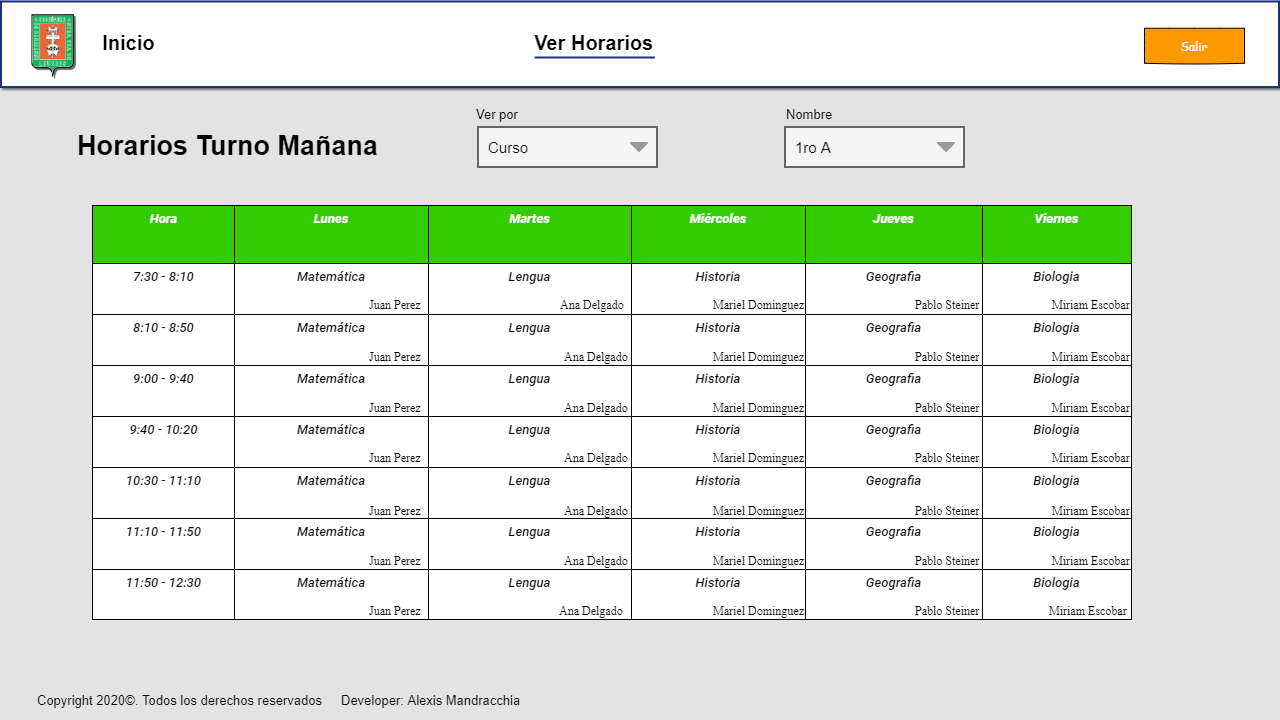 Inicio
Ver Horarios
Salir
Ver por
Nombre
Horarios Turno Mañana
Curso
1ro A
Hora Lunes Martes Miércoles Jueves Viernes
7:30 - 8:10 Matemática Lengua Historia Geografia Biologia
Juan Perez Ana Delgado Mariel Dominguez Pablo Steiner Miriam Escobar
8:10 - 8:50 Matemática Lengua Historia Geografia Biologia
Juan Perez Ana Delgado Mariel Dominguez Pablo Steiner Miriam Escobar
9:00 - 9:40 Matemática Lengua Historia Geografia Biologia
Juan Perez Ana Delgado Mariel Dominguez Pablo Steiner Miriam Escobar
9:40 - 10:20 Matemática Lengua Historia Geografia Biologia
Juan Perez Ana Delgado Mariel Dominguez Pablo Steiner Miriam Escobar
10:30 - 11:10 Matemática Lengua Historia Geografia Biologia
Juan Perez Ana Delgado Mariel Dominguez Pablo Steiner Miriam Escobar
11:10 - 11:50 Matemática Lengua Historia Geografia Biologia
Juan Perez Ana Delgado Mariel Dominguez Pablo Steiner Miriam Escobar
11:50 - 12:30 Matemática Lengua Historia Geografia Biologia
Juan Perez Ana Delgado Mariel Dominguez Pablo Steiner Miriam Escobar
Copyright 2020©. Todos los derechos reservados Developer: Alexis Mandracchia